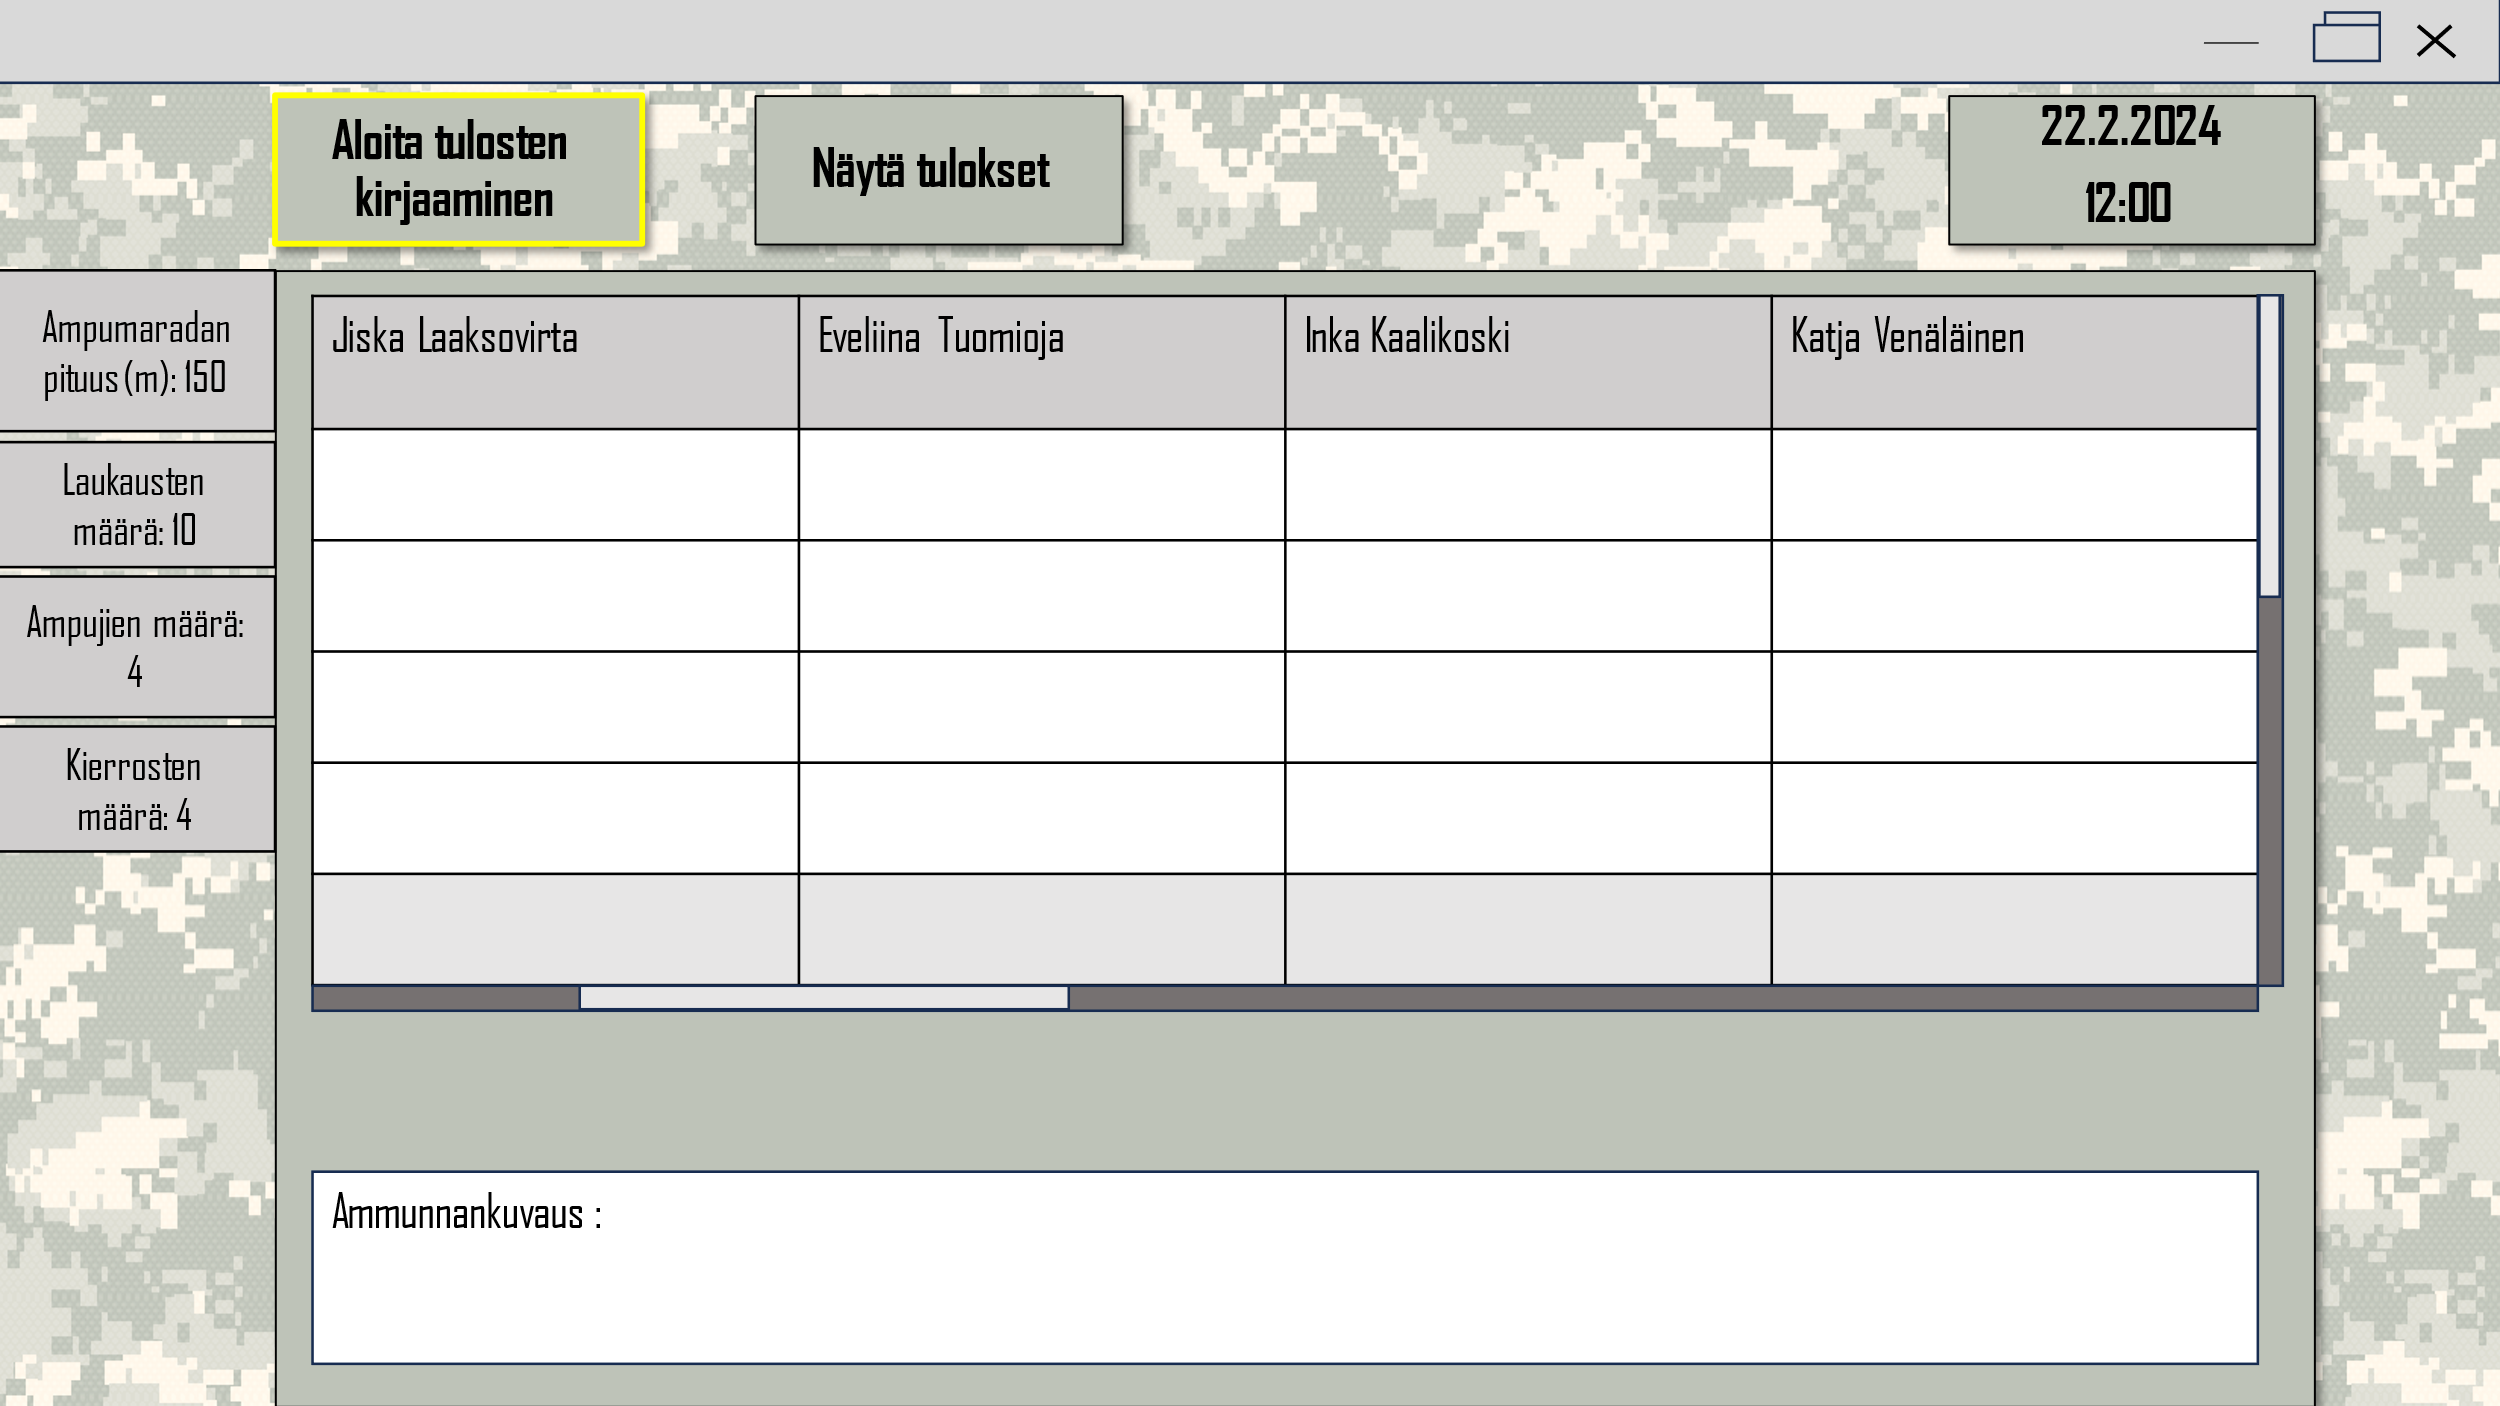 Aloita tulosten
kirjaaminen
Näytä tulokset
22.2.2024
12:00
Ampumaradan
pituus (m): 150
Laukausten
määrä: 10
Ampujien määrä:
4
Kierrosten
määrä: 4
Jiska Laaksovirta
Eveliina Tuomioja
Inka Kaalikoski
Katja Venäläinen
Ammunnankuvaus :